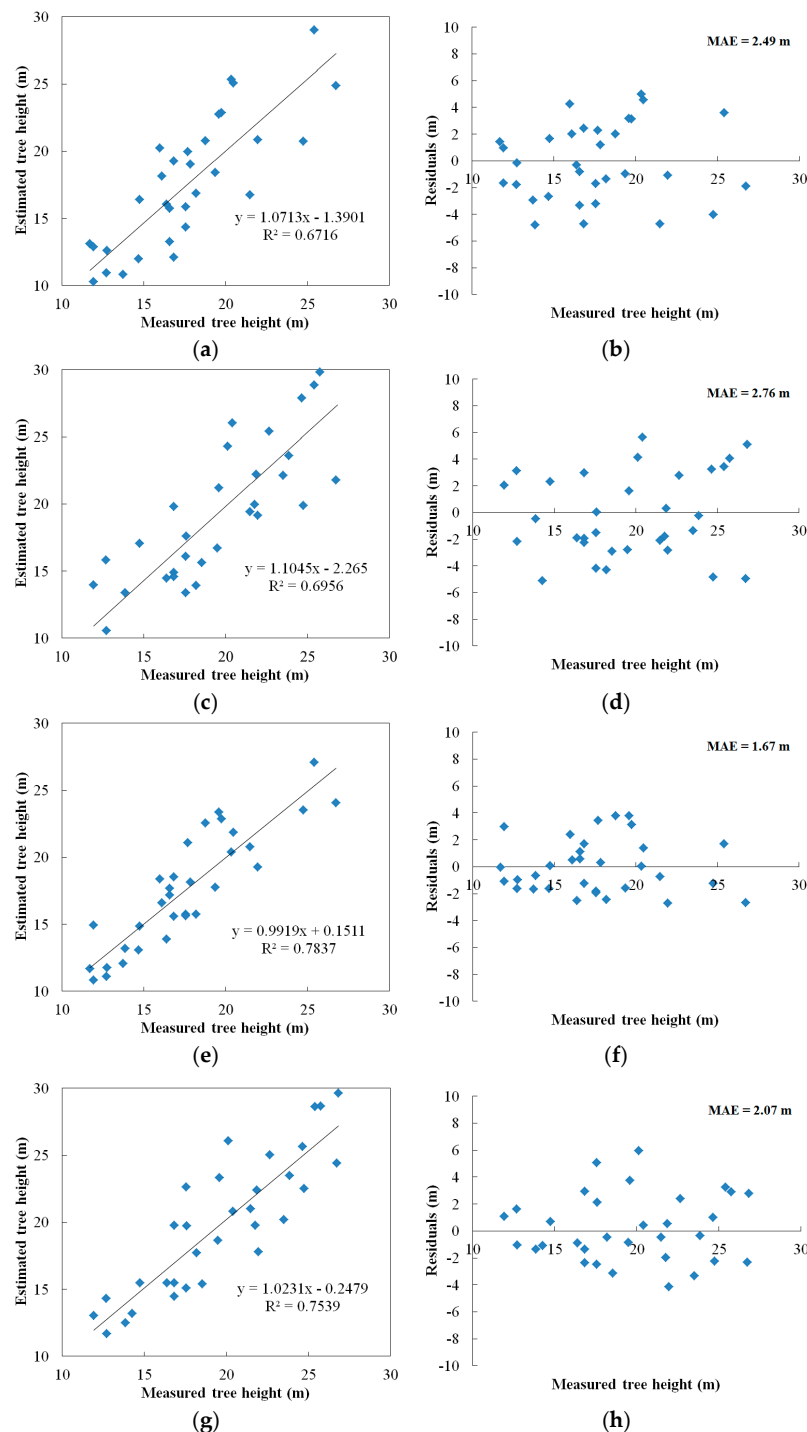 30
25
20
15
10
10 15 20 25 30
Estimated tree height (m)
Measured tree height (m)
y = 1.0713x - 1.3901
R² = 0.6716
(a)
10
8
6
4
2
0
-2
-4
-6
-8
-10
10 15 20 25 30
Residuals (m)
Measured tree height (m)
MAE = 2.49 m
(b)
30
25
20
15
10
10 15 20 25 30
Estimated tree height (m)
Measured tree height (m)
y = 1.1045x - 2.265
R² = 0.6956
(c)
10
8
6
4
2
0
-2
-4
-6
-8
-10
10 15 20 25 30
Residuals (m)
Measured tree height (m)
MAE = 2.76 m
(d)
30
25
20
15
10
10 15 20 25 30
Estimated tree height (m)
Measured tree height (m)
y = 0.9919x + 0.1511
R² = 0.7837
(e)
10
8
6
4
2
0
-2
-4
-6
-8
-10
10 15 20 25 30
Residuals (m)
Measured tree height (m)
MAE = 1.67 m
(f)
30
25
20
15
10
10 15 20 25 30
Estimated tree height (m)
Measured tree height (m)
y = 1.0231x - 0.2479
R² = 0.7539
(g)
10
8
6
4
2
0
-2
-4
-6
-8
-10
10 15 20 25 30
Residuals (m)
Measured tree height (m)
MAE = 2.07 m
(h)